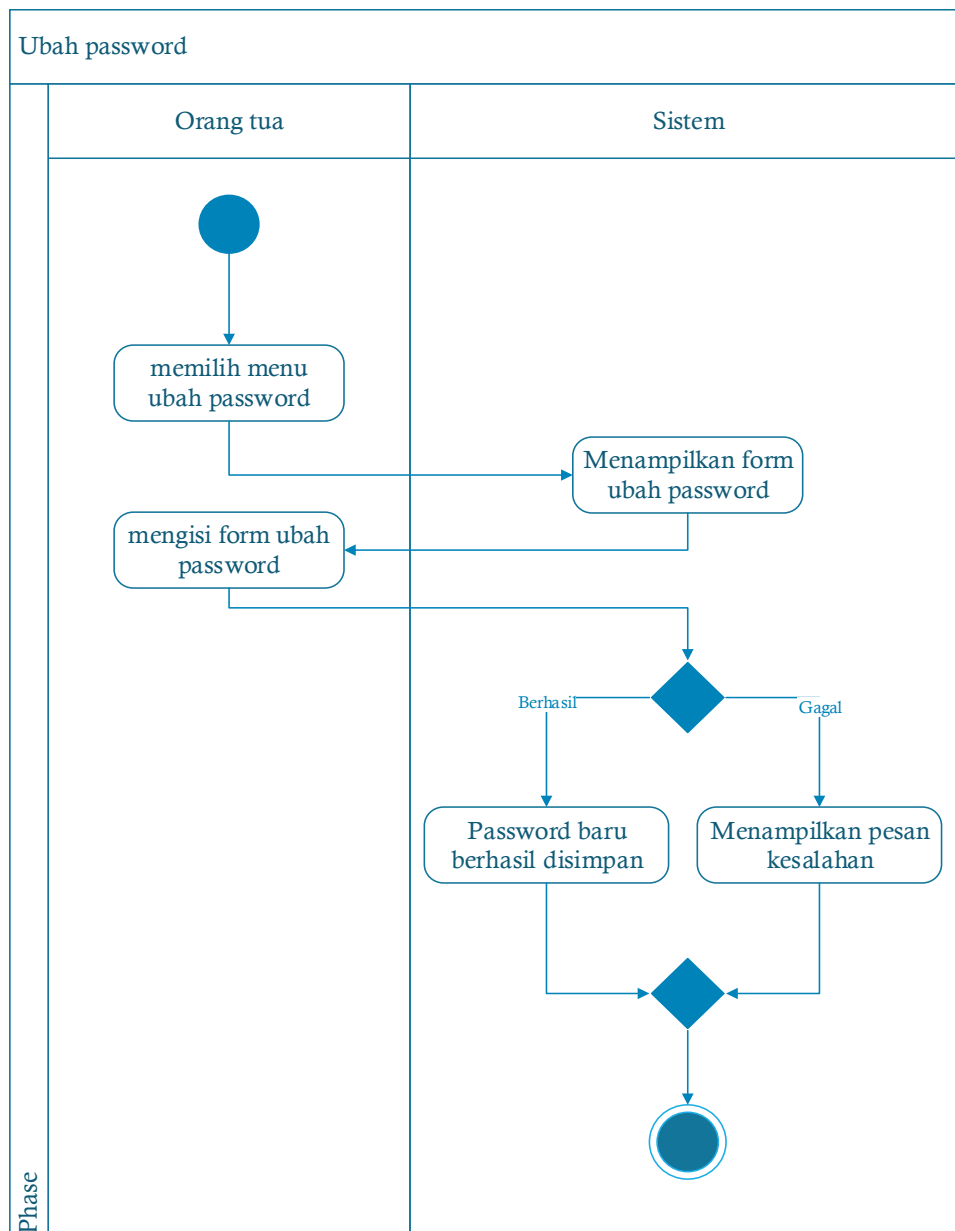 Ubah password
Orang tua
Sistem
memilih menu
ubah password
Menampilkan form
ubah password
mengisi form ubah
password
Berhasil
Gagal
Password baru
berhasil disimpan
Menampilkan pesan
kesalahan
Phase